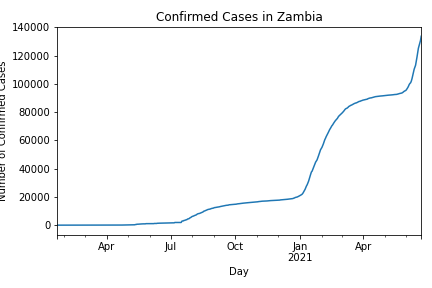 Confirmed Cases in Zambia
140000
120000
100000
80000
60000
40000
20000
0
Number of Confirmed Cases
Apr
Jul
Oct
Jan
2021
Apr
Day